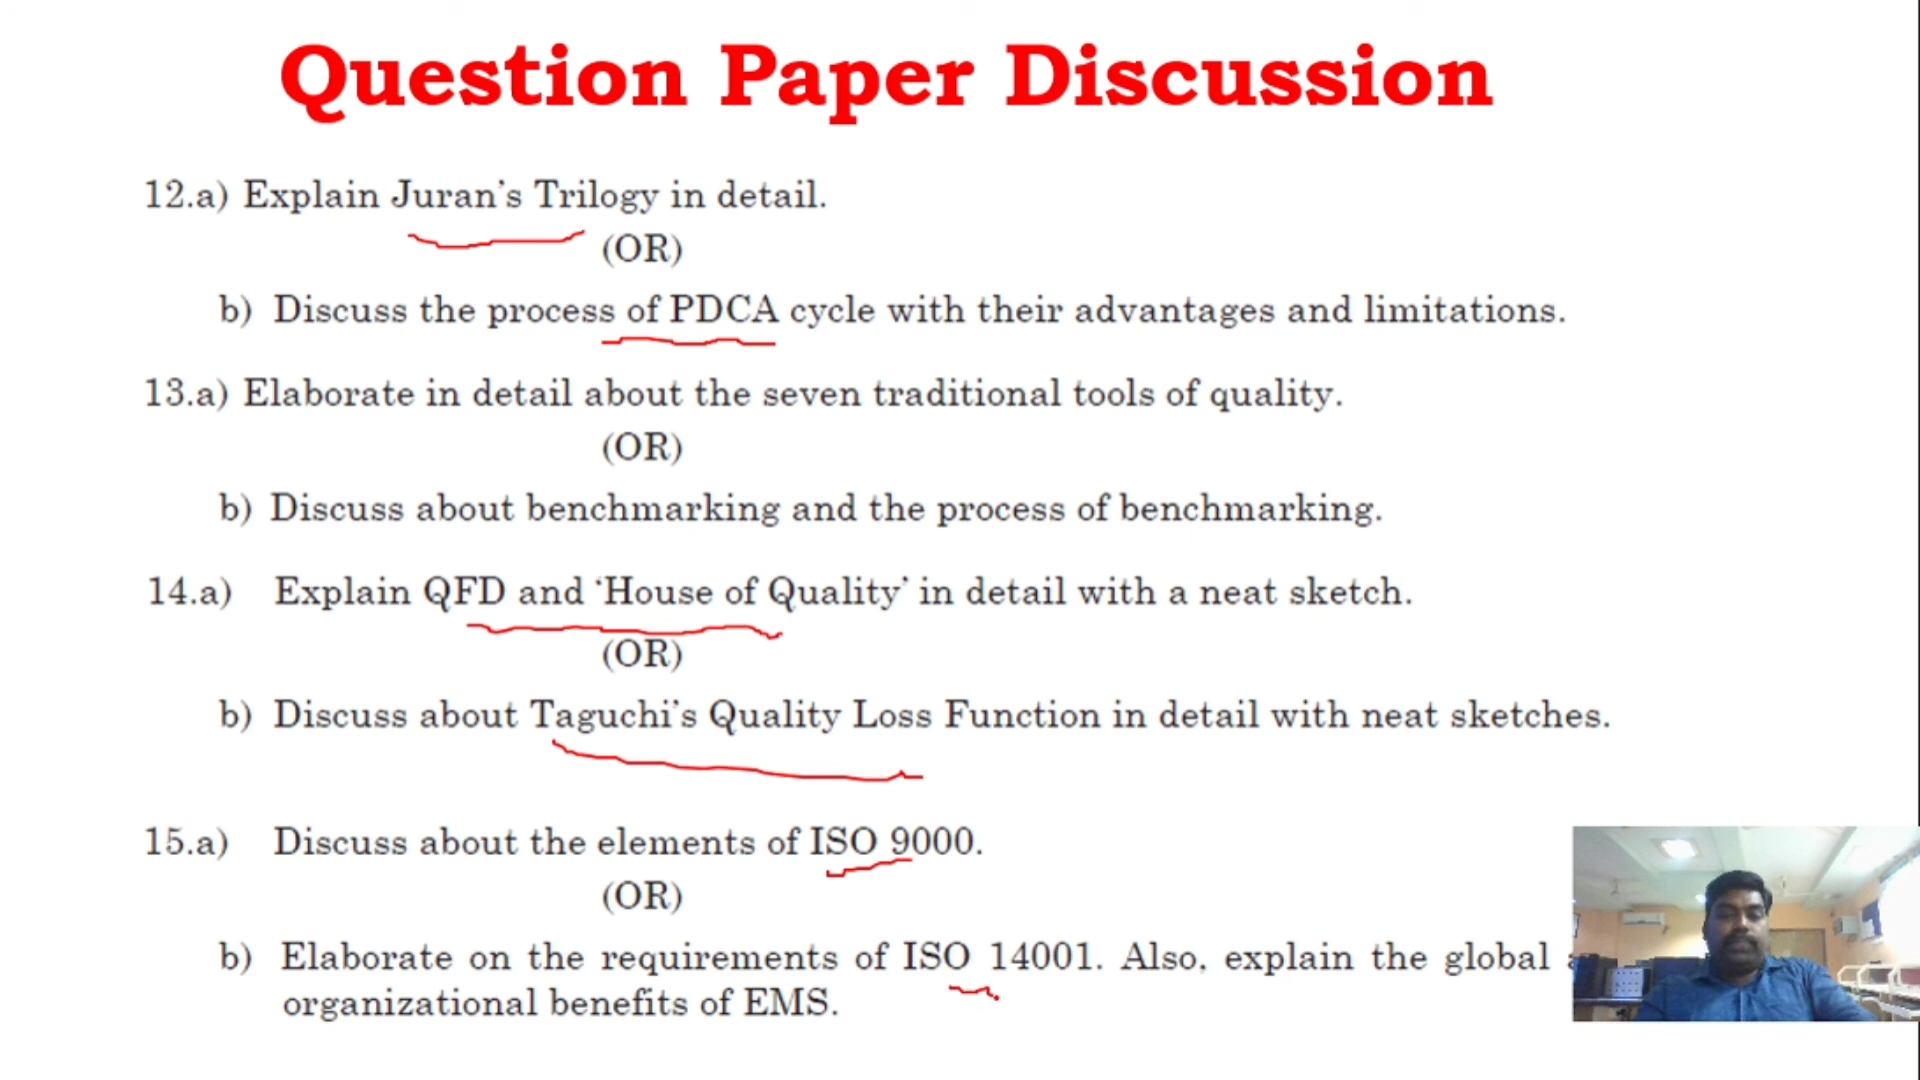 Question Paper Discussion
12.a) Explain Juran's Trilogy in detail.
(OR)
b) Discuss the process of PDCA cycle with their advantages and limitations.
13.a) Elaborate in detail about the seven traditional tools of quality.
(OR)
b) Discuss about benchmarking and the process of benchmarking.
14.a) Explain QFD and ‘House of Quality’ in detail with a neat sketch.
(OR)
b) Discuss about Taguchi's Quality Loss Function in detail with neat sketches.
15.a) Discuss about the elements of ISO 9000.
(OR)
b) Elaborate on the requirements of ISO 14001. Also, explain the global
organizational benefits of EMS.